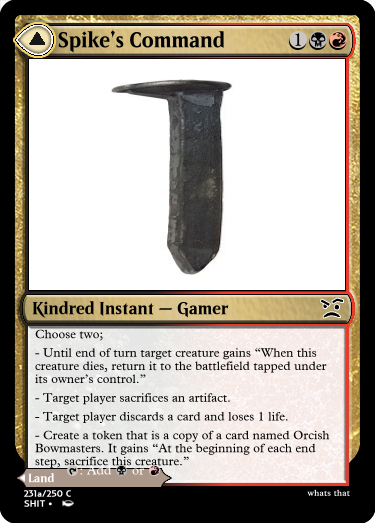 Spike's Command 1
Kindred Instant — Gamer
Choose two;
- Until end of turn target creature gains “When this
creature dies, return it to the battlefield tapped under
its owner’s control.”
- Target player sacrifices an artifact.
- Target player discards a card and loses 1 life.
- Create a token that is a copy of a card named Orcish
Bowmasters. It gains “At the beginning of each end
step, sacrifice this creature.”
: Add or
Land
231a/250 C
SHIT •
whats that